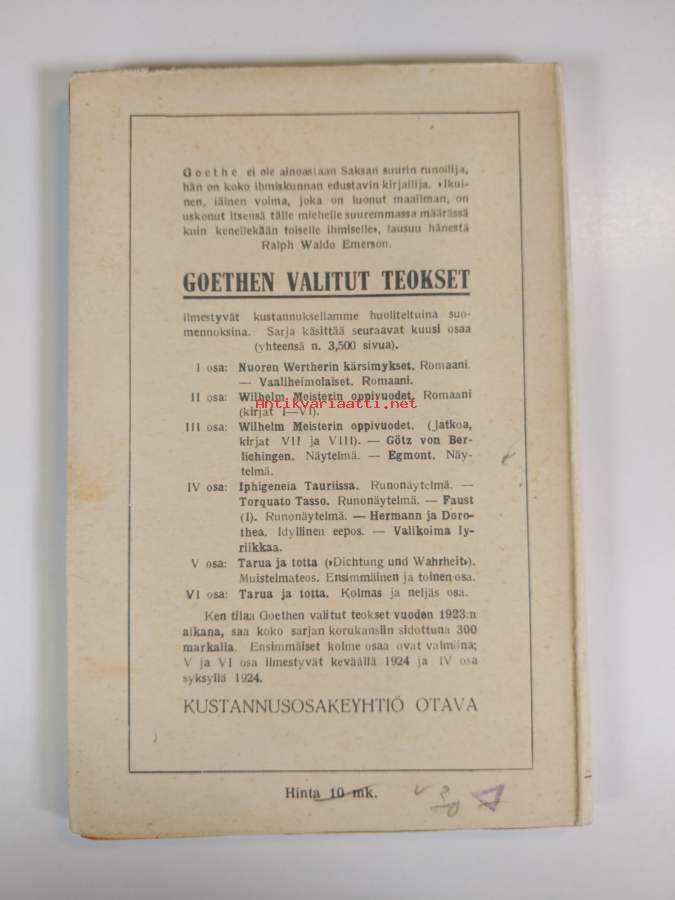 Goethe ei ole ainoastaan Saksan suurin runoilija,
hän on koko ihmiskunnan edustavin kirjailija. »Ikui-
nen, iäinen voima, joka on luonut maailman, on
uskonut itsensä tälle miehelle suuremmassa määrässä
kuin kenellekään toiselle ihmiselle», lausuu hänestä
Ralph Waldo Emerson.
GOETHEN VALITUT TEOKSET
ilmestyvät kustannuksellamme huoliteltuina suo-
mennoksina. Sarja käsittää seuraavat kuusi osaa
(yhteensä n. 3,500 sivua).
I osa: Nuoren Wertherin kärsimykset. Romaani.
— Vaaliheimolaiset. Romaani.
II osa: Wilhelm Meisterin oppivuodet. Romaani
Antikvariaatti.net
(kirjat I—VI).
III osa: Wilhelm Meisterin oppivuodet. (Jatkoa,
kirjat VII ja VIII). — Götz von Ber-
liehingen. Näytelmä. — Egmont. Näy-
telmä.
IV osa: Iphigeneia Tauriissa. Runonäytelmä. —
Torquato Tasso. Runonäytelmä. — Faust
(I). Runonäytelmä. — Hermann ja Doro-
thea. Idyllinen eepos. — Valikoima ly-
riikkaa.
V osa: Tarua ja totta (»Dichtung und Wahrheit»).
Muistelmateos. Ensimmäinen ja toinen osa.
VI osa: Tarua ja totta. Kolmas ja neljäs osa.
Ken tilaa Goethen valitut teokset vuoden 1923:n
aikana, saa koko sarjan korukansiin sidottuna 300
markalla. Ensimmäiset kolme osaa ovat valmiina;
V ja VI osa ilmestyvät keväällä 1924 ja IV osa
syksyllä 1924.
KUSTANNUSOSAKEYHTIÖ OTAVA
Hinta 10 mk.